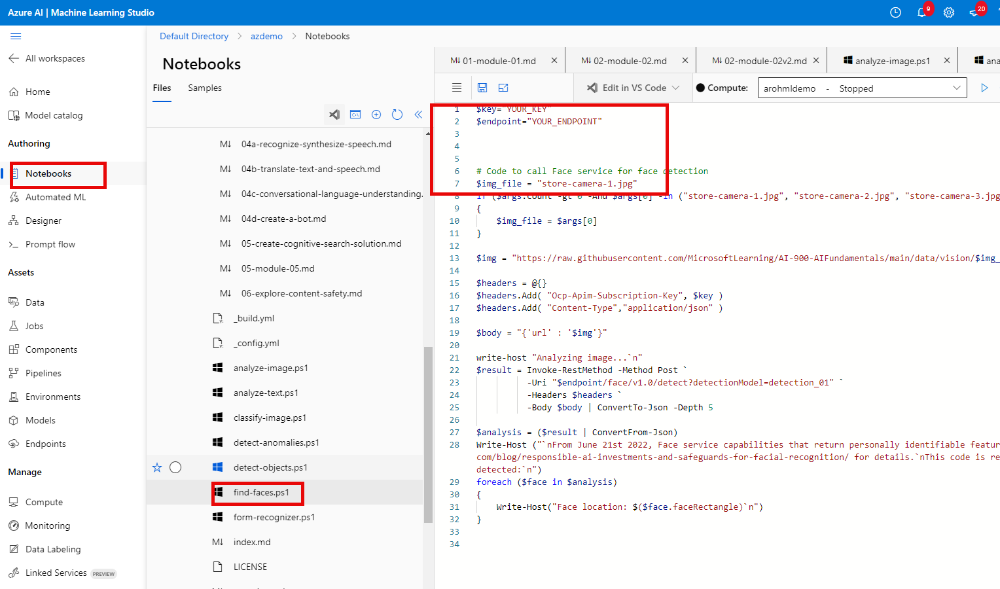 Azure AI | Machine Learning Studio
9
20
Default Directory > azdemo > Notebooks
All workspaces
Home
Model catalog
Authoring
Notebooks
Automated ML
Designer
Prompt flow
Assets
Data
Jobs
Components
Pipelines
Environments
Models
Endpoints
Manage
Compute
Monitoring
Data Labeling
Linked Services PREVIEW
Notebooks
Files Samples
M↓ 04a-recognize-synthesize-speech.md
M↓ 04b-translate-text-and-speech.md
M↓ 04c-conversational-language-understanding.
M↓ 04d-create-a-bot.md
M↓ 05-create-cognitive-search-solution.md
M↓ 05-module-05.md
M↓ 06-explore-content-safety.md
_build.yml
_config.yml
analyze-image.ps1
analyze-text.ps1
classify-image.ps1
detect-anomalies.ps1
detect-objects.ps1
find-faces.ps1
form-recognizer.ps1
M↓ index.md
LICENSE
M↓ 01-module-01.md M↓ 02-module-02.md M↓ 02-module-02v2.md analyze-image.ps1 ana
Edit in VS Code Compute: arohmldemo - Stopped
1 $key="YOUR_KEY"
2 $endpoint="YOUR_ENDPOINT"
3
4
5
6 # Code to call Face service for face detection
7 $img_file = "store-camera-1.jpg"
8 if ($args.count -gt 0 -And $args[0] -in ("store-camera-1.jpg", "store-camera-2.jpg", "store-camera-3.jpg
9 {
10 $img_file = $args[0]
11 }
12
13 $img = "https://raw.githubusercontent.com/MicrosoftLearning/AI-900-AIFundamentals/main/data/vision/$img_
14
15 $headers = @{}
16 $headers.Add( "Ocp-Apim-Subscription-Key", $key )
17 $headers.Add( "Content-Type","application/json" )
18
19 $body = "{'url' : '$img'}"
20
21 write-host "Analyzing image...`n"
22 $result = Invoke-RestMethod -Method Post `
23 -Uri "$endpoint/face/v1.0/detect?detectionModel=detection_01" `
24 -Headers $headers `
25 -Body $body | ConvertTo-Json -Depth 5
26
27 $analysis = ($result | ConvertFrom-Json)
28 Write-Host ("`nFrom June 21st 2022, Face service capabilities that return personally identifiable featur
com/blog/responsible-ai-investments-and-safeguards-for-facial-recognition/ for details.`nThis code is re
detected:`n")
29 foreach ($face in $analysis)
30 {
31 Write-Host("Face location: $($face.faceRectangle)`n")
32 }
33
34